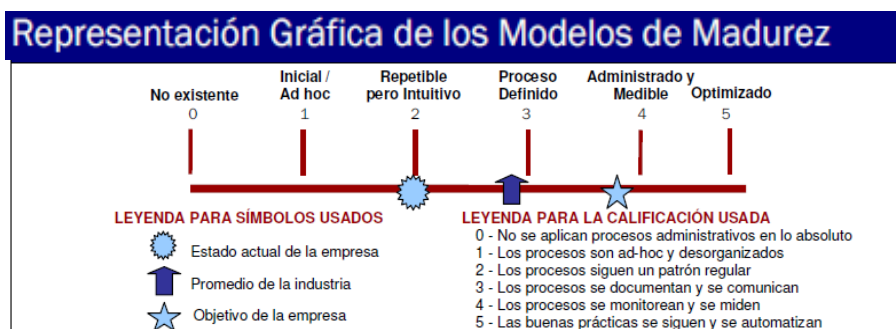 Representación Gráfica de los Modelos de Madurez
No existente
0
Inicial /
Ad hoc
1
Repetible
pero Intuitivo
2
Proceso
Definido
3
Administrado y
Medible
4
Optimizado
5
LEYENDA PARA SÍMBOLOS USADOS
Estado actual de la empresa
Promedio de la industria
Objetivo de la empresa
LEYENDA PARA LA CALIFICACIÓN USADA
0 - No se aplican procesos administrativos en lo absoluto
1 - Los procesos son ad-hoc y desorganizados
2 - Los procesos siguen un patrón regular
3 - Los procesos se documentan y se comunican
4 - Los procesos se monitorean y se miden
5 - Las buenas prácticas se siguen y se automatizan